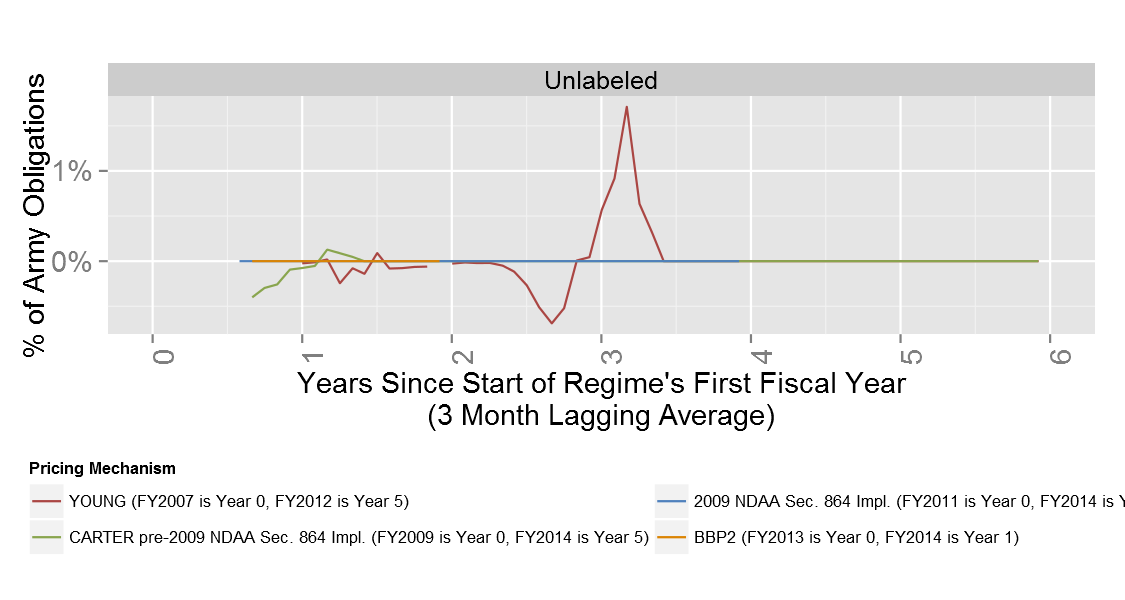 Unlabeled
% of Army Obligations
1%
0%
0 1 2 3 4 5 6
Years Since Start of Regime's First Fiscal Year
(3 Month Lagging Average)
Pricing Mechanism
YOUNG (FY2007 is Year 0, FY2012 is Year 5)
2009 NDAA Sec. 864 Impl. (FY2011 is Year 0, FY2014 is Y
CARTER pre-2009 NDAA Sec. 864 Impl. (FY2009 is Year 0, FY2014 is Year 5)
BBP2 (FY2013 is Year 0, FY2014 is Year 1)